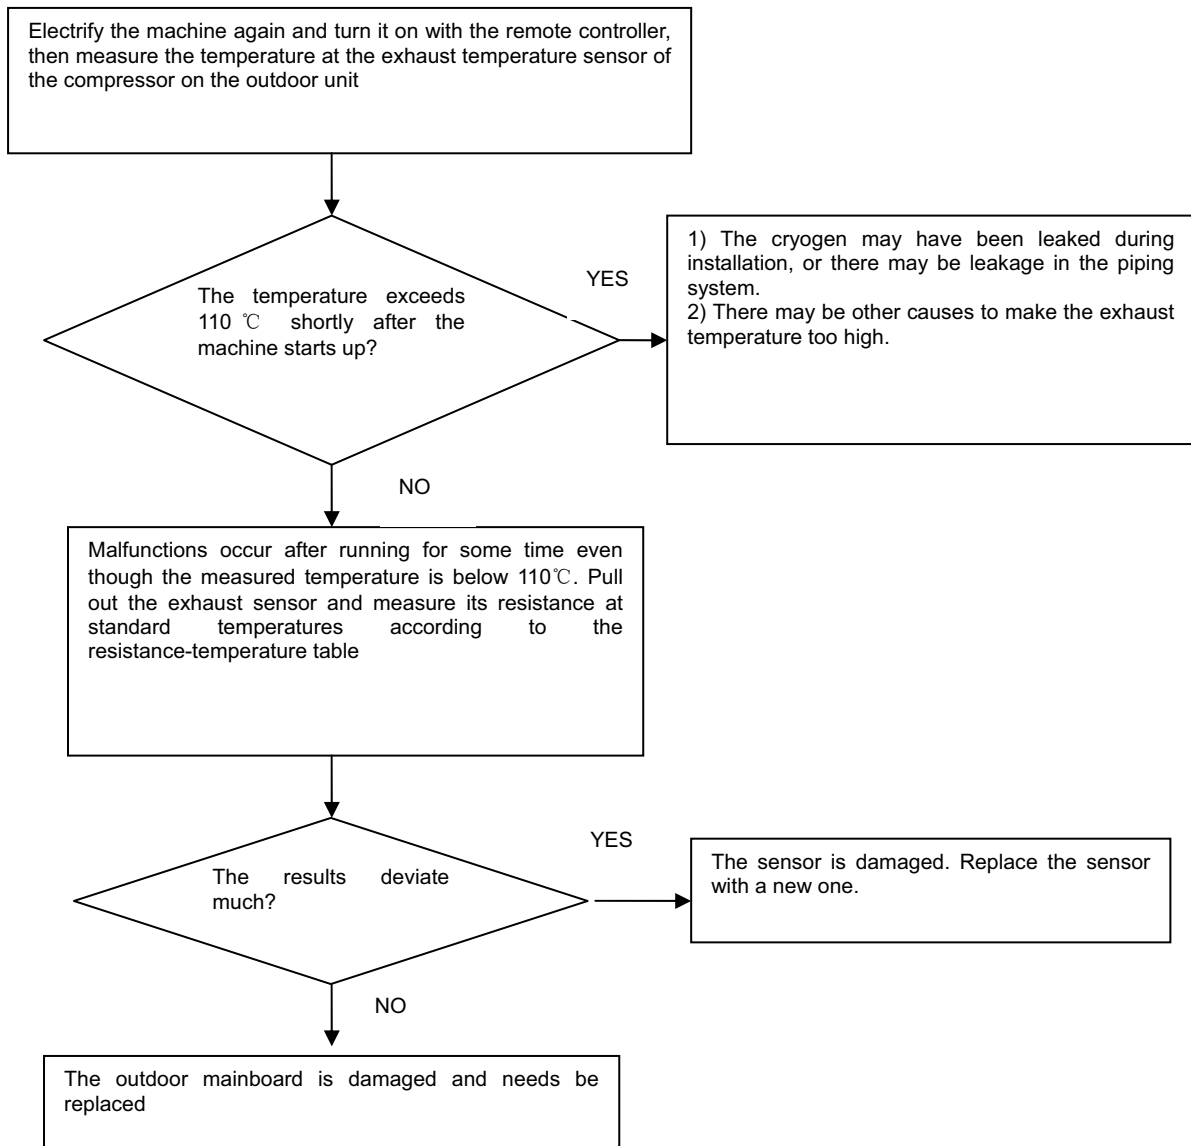 Electrify the machine again and turn it on with the remote controller,
then measure the temperature at the exhaust temperature sensor of
the compressor on the outdoor unit
The temperature exceeds
110 ℃ shortly after the
machine starts up?
YES
1) The cryogen may have been leaked during
installation, or there may be leakage in the piping
system.
2) There may be other causes to make the exhaust
temperature too high.
NO
Malfunctions occur after running for some time even
though the measured temperature is below 110℃. Pull
out the exhaust sensor and measure its resistance at
standard temperatures according to the
resistance-temperature table
The results deviate
much?
YES
The sensor is damaged. Replace the sensor
with a new one.
NO
The outdoor mainboard is damaged and needs be
replaced